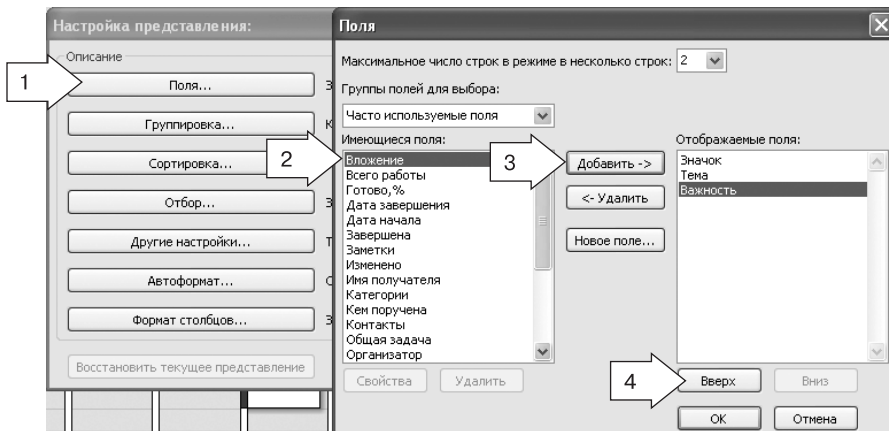 Настройка представления:
Описание
1
Поля...
З
Группировка...
К
Сортировка...
Отбор...
З
Другие настройки...
Т
Автоформат...
С
Формат столбцов...
З
Восстановить текущее представление
Поля
Максимальное число строк в режиме в несколько строк: 2
Группы полей для выбора:
Часто используемые поля
Имеющиеся поля:
2
Вложение
Всего работы
Готово,%
Дата завершения
Дата начала
Завершена
Заметки
Изменено
Имя получателя
Категории
Кем поручена
Контакты
Общая задача
Организатор
Свойства
Удалить
3
Добавить ->
<- Удалить
Новое поле...
Отображаемые поля:
Значок
Тема
Важность
4
Вверх
Вниз
ОК
Отмена